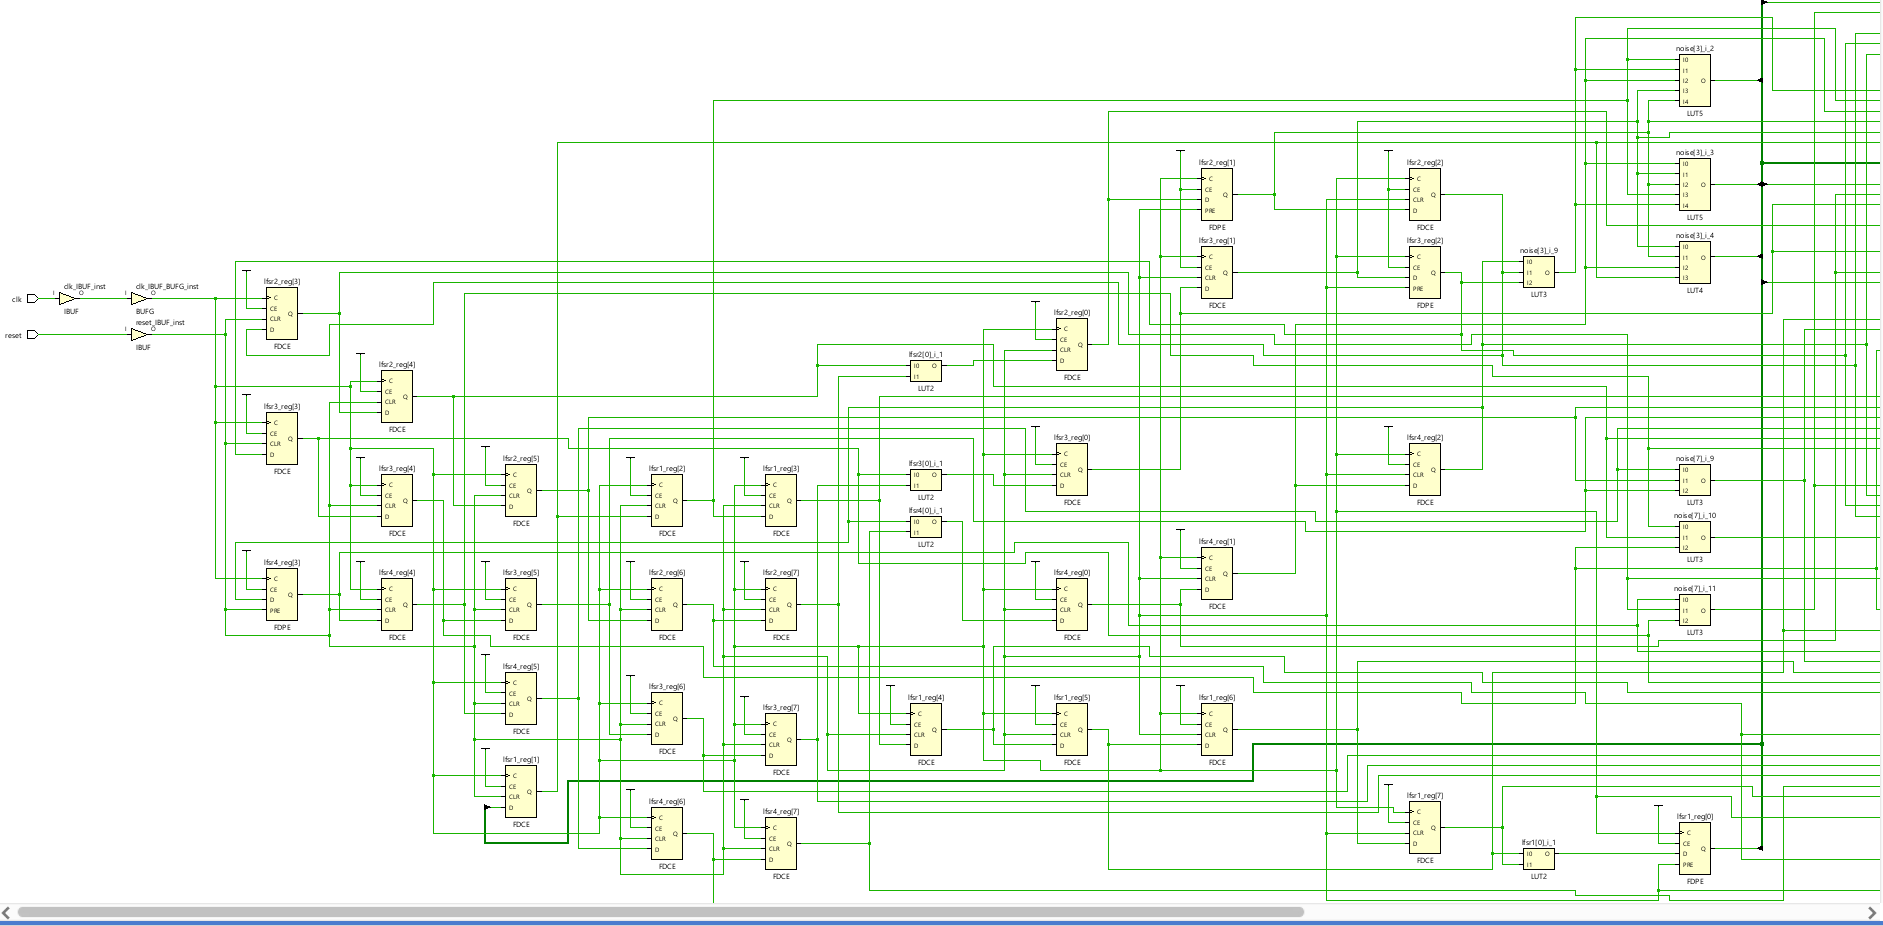 noise[3]_i_2
I0
I1
I2 O
I3
I4
LUT5
noise[3]_i_3
I0
I1
I2 O
I3
I4
LUT5
lfsr2_reg[1]
C
CE
D Q
PRE
FDPE
lfsr2_reg[2]
C
CE
CLR Q
D
FDCE
noise[3]_i_4
I0
I1 O
I2
I3
LUT4
lfsr3_reg[1]
C
CE
CLR Q
D
FDCE
lfsr3_reg[2]
C
CE
D Q
PRE
FDPE
noise[3]_i_9
I0
I1 O
I2
LUT3
clk
clk_IBUF_inst
I O
IBUF
clk_IBUF_BUFG_inst
I O
BUFG
reset
reset_IBUF_inst
I O
IBUF
lfsr2_reg[3]
C
CE
CLR Q
D
FDCE
lfsr2_reg[0]
C
CE
CLR Q
D
FDCE
lfsr2[0]_i_1
I0 O
I1
LUT2
lfsr2_reg[4]
C
CE
CLR Q
D
FDCE
lfsr3_reg[3]
C
CE
CLR Q
D
FDCE
lfsr3_reg[4]
C
CE
CLR Q
D
FDCE
lfsr2_reg[5]
C
CE
CLR Q
D
FDCE
lfsr1_reg[2]
C
CE
CLR Q
D
FDCE
lfsr1_reg[3]
C
CE
CLR Q
D
FDCE
lfsr3[0]_i_1
I0 O
I1
LUT2
lfsr3_reg[0]
C
CE
CLR Q
D
FDCE
lfsr4_reg[2]
C
CE
CLR Q
D
FDCE
noise[7]_i_9
I0
I1 O
I2
LUT3
lfsr4[0]_i_1
I0 O
I1
LUT2
noise[7]_i_10
I0
I1 O
I2
LUT3
lfsr4_reg[1]
C
CE
CLR Q
D
FDCE
lfsr4_reg[3]
C
CE
D Q
PRE
FDPE
lfsr4_reg[4]
C
CE
CLR Q
D
FDCE
lfsr3_reg[5]
C
CE
CLR Q
D
FDCE
lfsr2_reg[6]
C
CE
CLR Q
D
FDCE
lfsr2_reg[7]
C
CE
CLR Q
D
FDCE
lfsr4_reg[0]
C
CE
CLR Q
D
FDCE
noise[7]_i_11
I0
I1 O
I2
LUT3
lfsr4_reg[5]
C
CE
CLR Q
D
FDCE
lfsr3_reg[6]
C
CE
CLR Q
D
FDCE
lfsr3_reg[7]
C
CE
CLR Q
D
FDCE
lfsr1_reg[4]
C
CE
CLR Q
D
FDCE
lfsr1_reg[5]
C
CE
CLR Q
D
FDCE
lfsr1_reg[6]
C
CE
CLR Q
D
FDCE
lfsr1_reg[1]
C
CE
CLR Q
D
FDCE
lfsr4_reg[6]
C
CE
CLR Q
D
FDCE
lfsr4_reg[7]
C
CE
CLR Q
D
FDCE
lfsr1_reg[7]
C
CE
CLR Q
D
FDCE
lfsr1[0]_i_1
I0 O
I1
LUT2
lfsr1_reg[0]
C
CE
D Q
PRE
FDPE